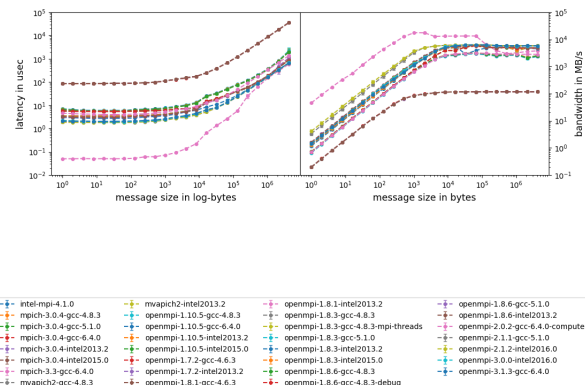 10^5
10^4
10^3
10^2
10^1
10^0
10^-1
10^-2
latency in usec
10^0 10^1 10^2 10^3 10^4 10^5 10^6
message size in log-bytes
10^5
10^4
10^3
10^2
10^1
10^0
10^-1
bandwidth in MB/s
10^0 10^1 10^2 10^3 10^4 10^5 10^6
message size in bytes
intel-mpi-4.1.0
mpich-3.0.4-gcc-4.8.3
mpich-3.0.4-gcc-5.1.0
mpich-3.0.4-gcc-6.4.0
mpich-3.0.4-intel2013.2
mpich-3.0.4-intel2015.0
mpich-3.3-gcc-6.4.0
mvapich2-gcc-4.8.3
mvapich2-intel2013.2
openmpi-1.10.5-gcc-4.8.3
openmpi-1.10.5-gcc-6.4.0
openmpi-1.10.5-intel2013.2
openmpi-1.10.5-intel2015.0
openmpi-1.7.2-gcc-4.6.3
openmpi-1.7.2-intel2013.2
openmpi-1.8.1-gcc-4.6.3
openmpi-1.8.1-intel2013.2
openmpi-1.8.3-gcc-4.8.3
openmpi-1.8.3-gcc-4.8.3-mpi-threads
openmpi-1.8.3-gcc-5.1.0
openmpi-1.8.3-intel2013.2
openmpi-1.8.3-intel2015.0
openmpi-1.8.6-gcc-4.8.3
openmpi-1.8.6-gcc-4.8.3-debug
openmpi-1.8.6-gcc-5.1.0
openmpi-1.8.6-intel2013.2
openmpi-2.0.2-gcc-6.4.0-compute
openmpi-2.1.1-gcc-5.1.0
openmpi-2.1.2-intel2016.0
openmpi-3.0.0-intel2016.0
openmpi-3.1.3-gcc-6.4.0